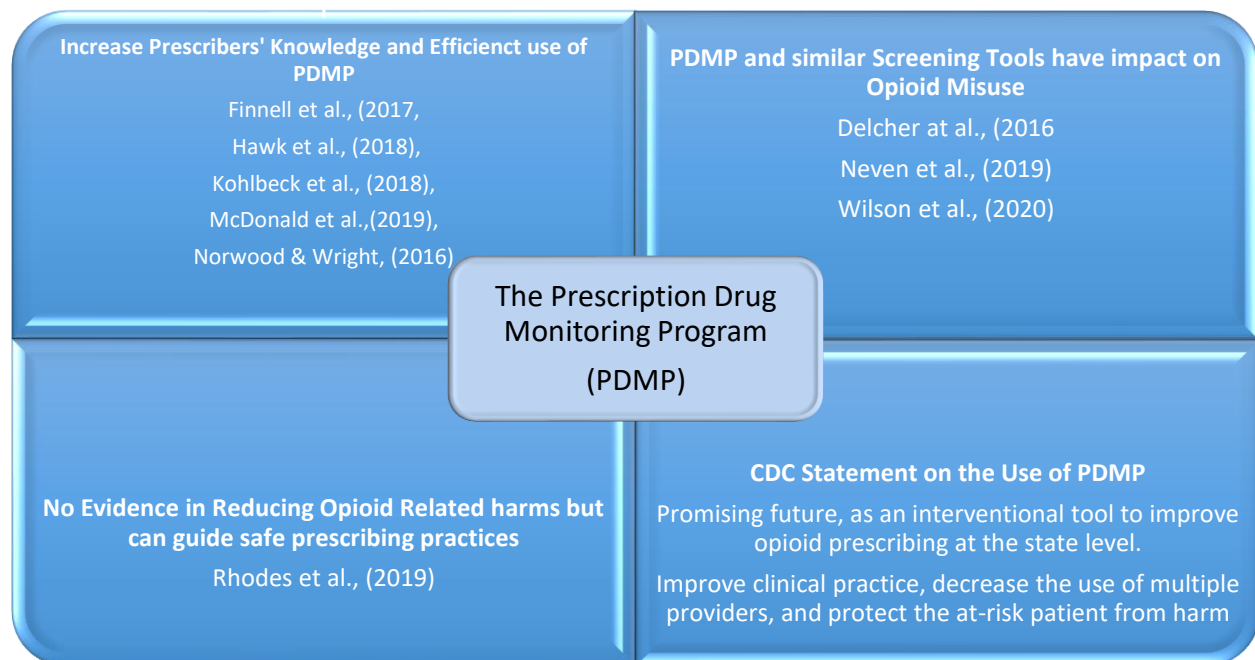 Increase Prescribers' Knowledge and Efficienct use of
PDMP
Finnell et al., (2017,
Hawk et al., (2018),
Kohlbeck et al., (2018),
McDonald et al.,(2019),
Norwood & Wright, (2016)
PDMP and similar Screening Tools have impact on
Opioid Misuse
Delcher at al., (2016
Neven et al., (2019)
Wilson et al., (2020)
The Prescription Drug
Monitoring Program
(PDMP)
No Evidence in Reducing Opioid Related harms but
can guide safe prescribing practices
Rhodes et al., (2019)
CDC Statement on the Use of PDMP
Promising future, as an interventional tool to improve
opioid prescribing at the state level.
Improve clinical practice, decrease the use of multiple
providers, and protect the at-risk patient from harm